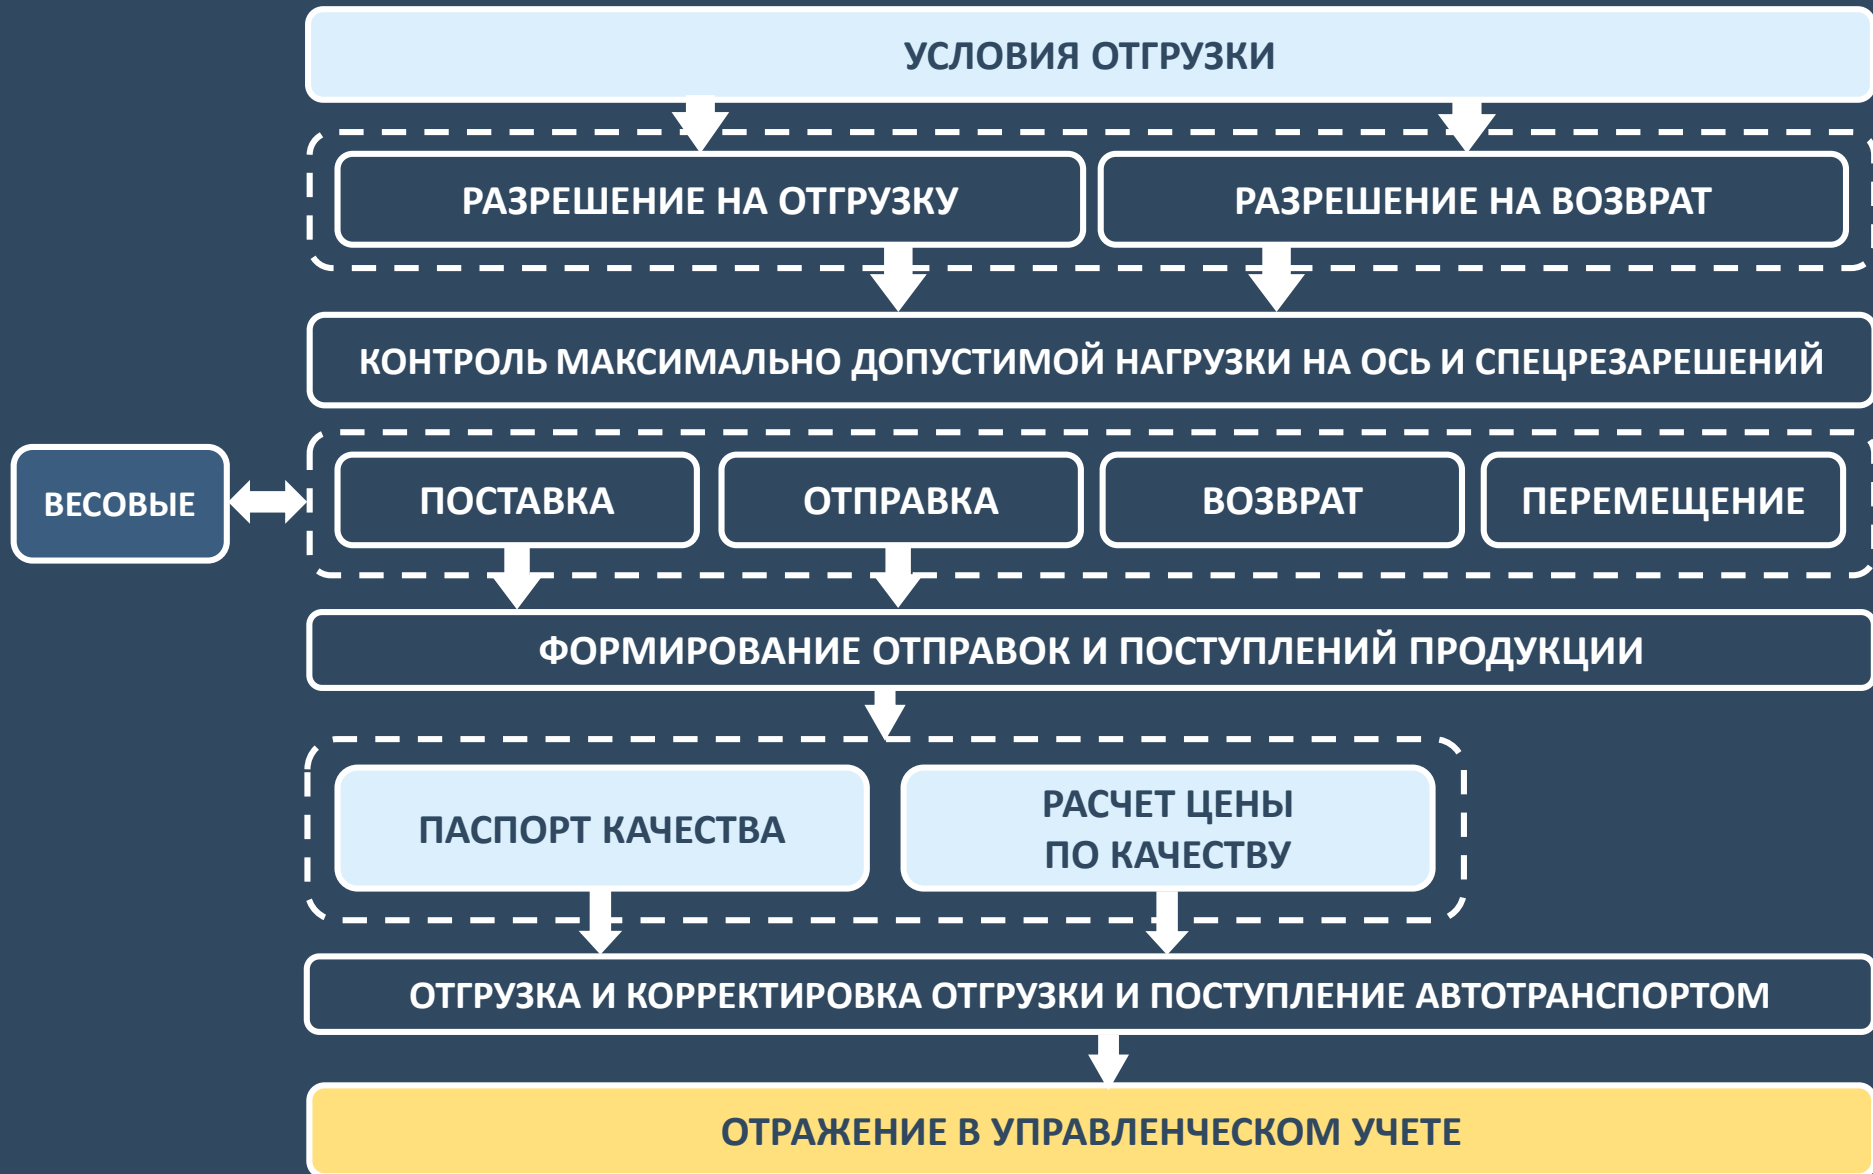 УСЛОВИЯ ОТГРУЗКИ
РАЗРЕШЕНИЕ НА ОТГРУЗКУ
РАЗРЕШЕНИЕ НА ВОЗВРАТ
КОНТРОЛЬ МАКСИМАЛЬНО ДОПУСТИМОЙ НАГРУЗКИ НА ОСЬ И СПЕЦРЕЗАРЕШЕНИЙ
ВЕСОВЫЕ
ПОСТАВКА
ОТПРАВКА
ВОЗВРАТ
ПЕРЕМЕЩЕНИЕ
ФОРМИРОВАНИЕ ОТПРАВОК И ПОСТУПЛЕНИЙ ПРОДУКЦИИ
ПАСПОРТ КАЧЕСТВА
РАСЧЕТ ЦЕНЫ
ПО КАЧЕСТВУ
ОТГРУЗКА И КОРРЕКТИРОВКА ОТГРУЗКИ И ПОСТУПЛЕНИЕ АВТОТРАНСПОРТОМ
ОТРАЖЕНИЕ В УПРАВЛЕНЧЕСКОМ УЧЕТЕ